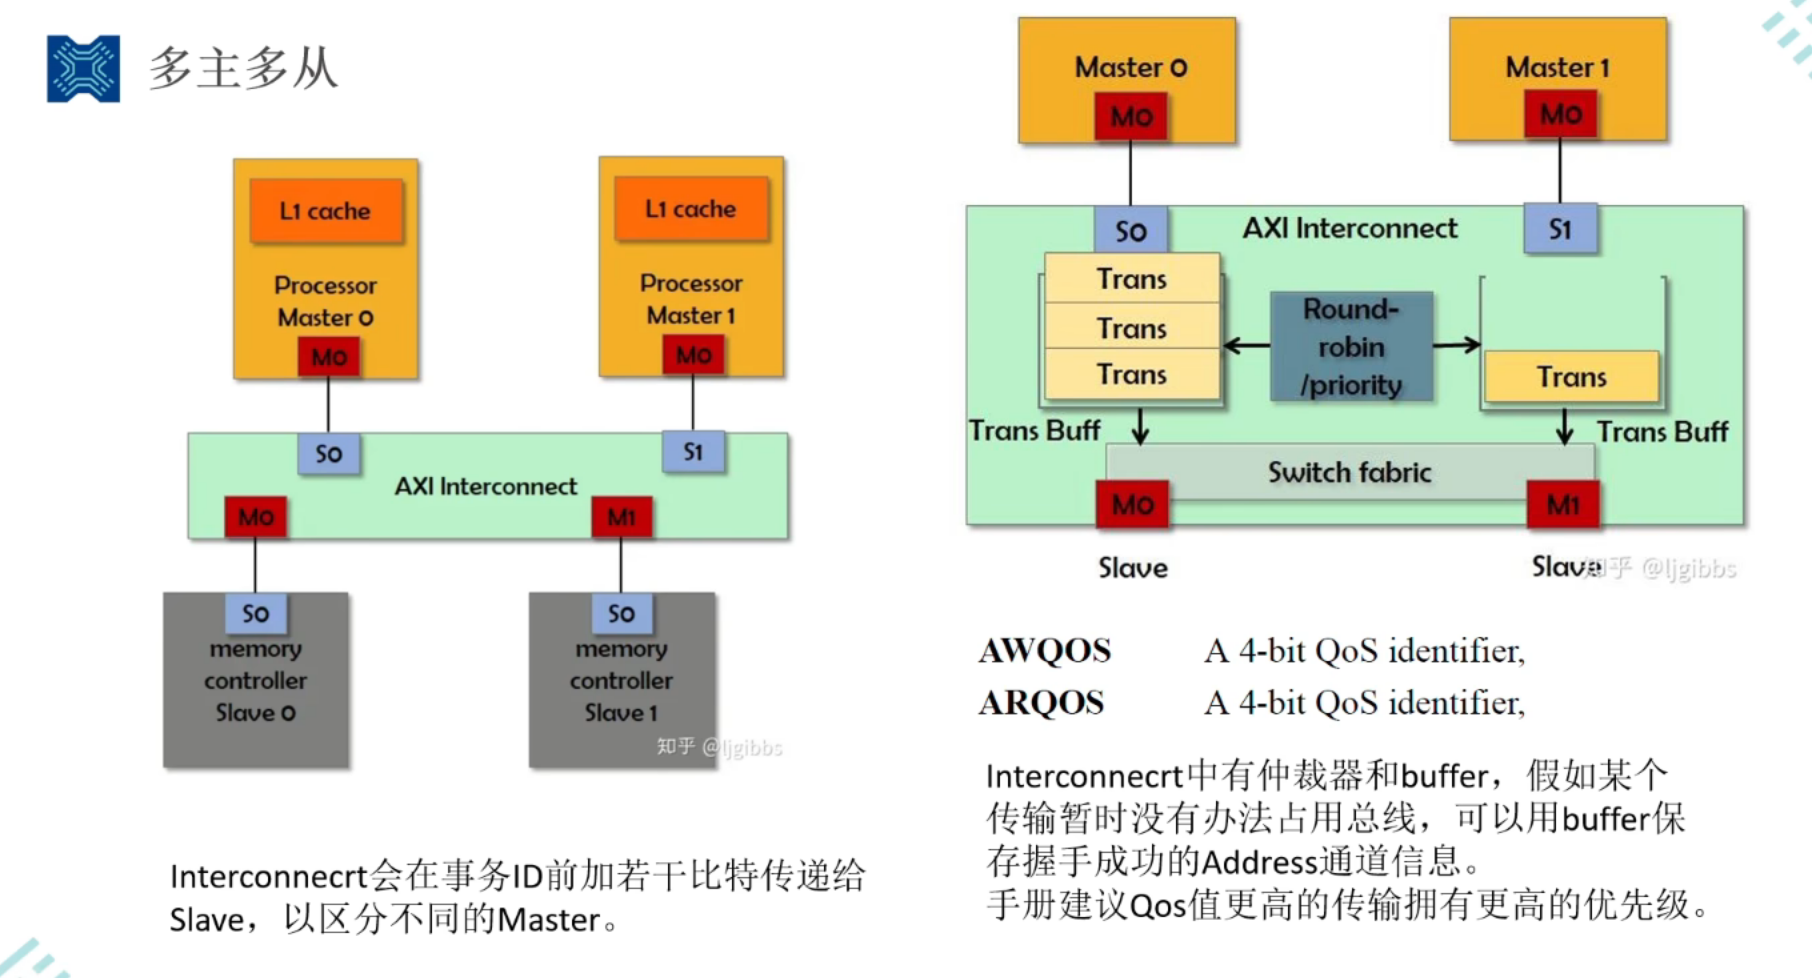 多主多从
L1 cache
Processor
Master 0
M0
L1 cache
Processor
Master 1
M0
S0
S1
AXI Interconnect
M0
M1
S0
memory
controller
Slave 0
S0
memory
controller
Slave 1
知乎 @ljgibbs
Interconnecrt会在事务ID前加若干比特传递给
Slave，以区分不同的Master。
Master 0
M0
Master 1
M0
S0
AXI Interconnect
S1
Trans
Trans
Trans
Round-
robin
/priority
Trans
Trans Buff
Trans Buff
Switch fabric
M0
M1
Slave
Slave
知乎 @ljgibbs
AWQOS A 4-bit QoS identifier,
ARQOS A 4-bit QoS identifier,
Interconnecrt中有仲裁器和buffer，假如某个
传输暂时没有办法占用总线，可以用buffer保
存握手成功的Address通道信息。
手册建议Qos值更高的传输拥有更高的优先级。